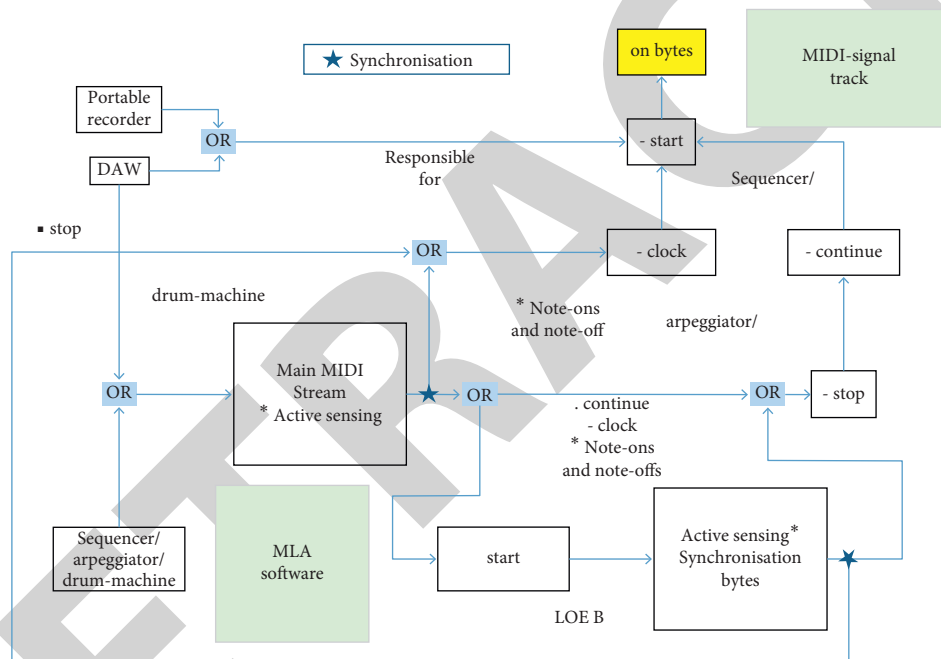 ★ Synchronisation
on bytes
MIDI-signal
track
Portable
recorder
OR
- start
DAW
Responsible
for
Sequencer/
▪ stop
OR
- clock
- continue
drum-machine
* Note-ons
and note-off
arpeggiator/
Main MIDI
Stream
* Active sensing
OR
OR
OR
- stop
. continue
- clock
* Note-ons
and note-offs
Sequencer/
arpeggiator/
drum-machine
MLA
software
start
Active sensing*
Synchronisation
bytes
LOE B